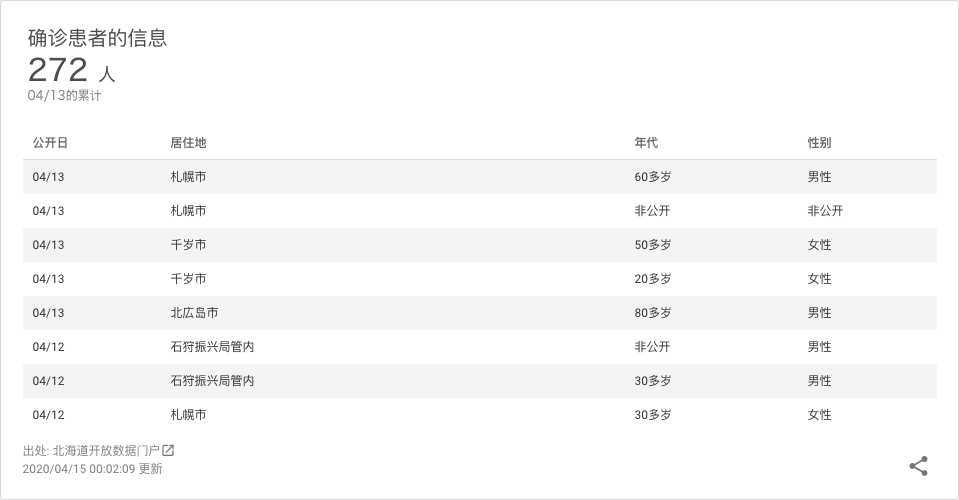 确诊患者的信息
272 人
04/13的累计
公开日 居住地 年代 性别
04/13 札幌市 60多岁 男性
04/13 札幌市 非公开 非公开
04/13 千岁市 50多岁 女性
04/13 千岁市 20多岁 女性
04/13 北広岛市 80多岁 男性
04/12 石狩振兴局管内 非公开 男性
04/12 石狩振兴局管内 30多岁 男性
04/12 札幌市 30多岁 女性
出处: 北海道开放数据门户
2020/04/15 00:02:09 更新